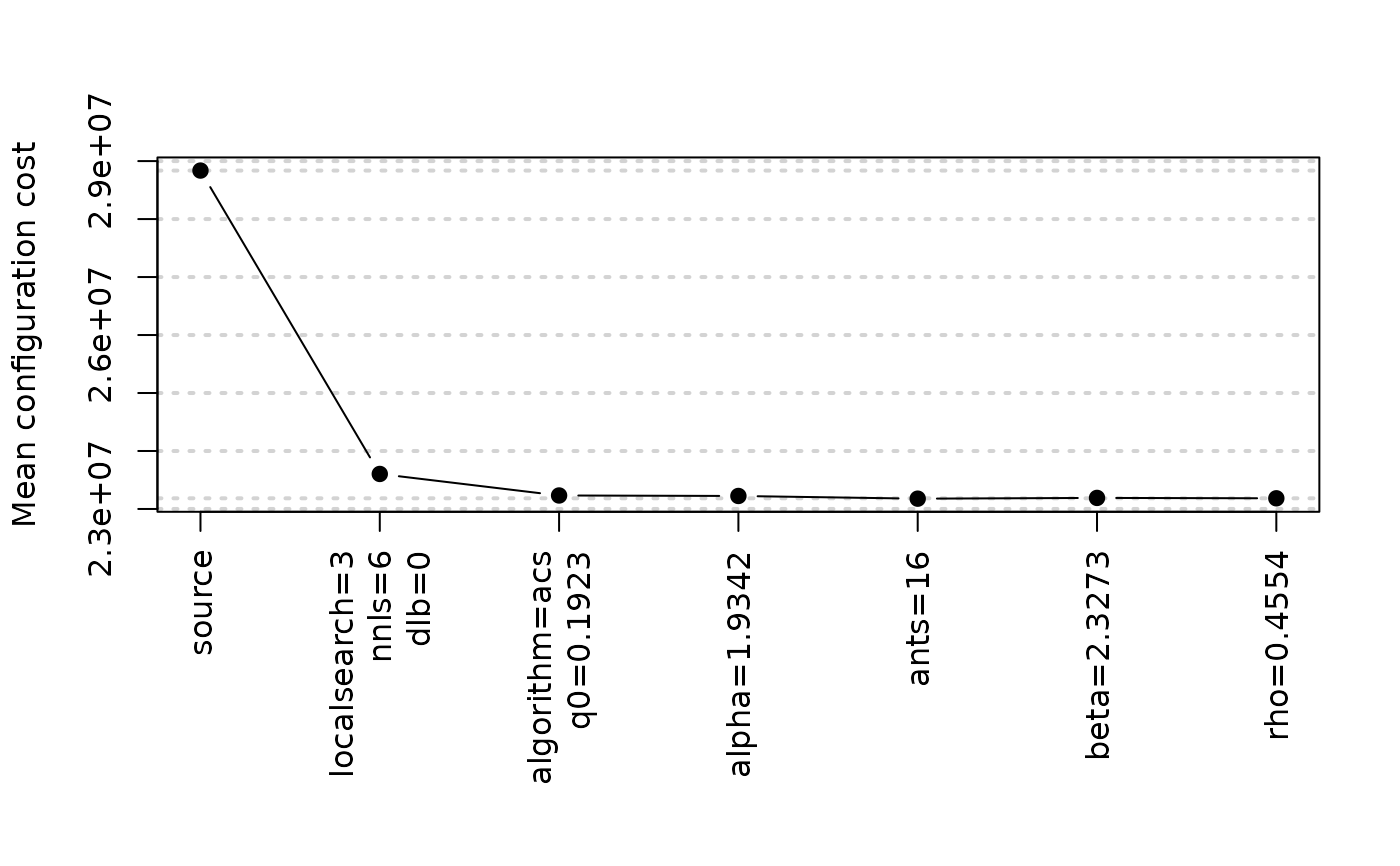 Mean configuration cost
2.9e+07
2.6e+07
2.3e+07
source
localsearch=3
nnls=6
dlb=0
algorithm=acs
q0=0.1923
alpha=1.9342
ants=16
beta=2.3273
rho=0.4554